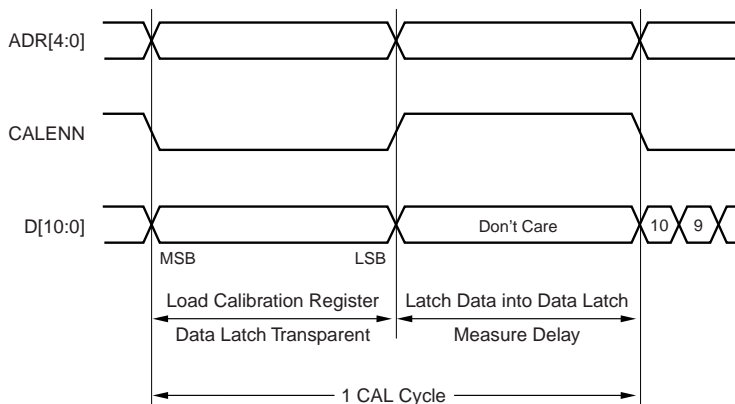 ADR[4:0]
CALENN
D[10:0]
Don't Care
10
9
MSB
LSB
Load Calibration Register
Latch Data into Data Latch
Data Latch Transparent
Measure Delay
1 CAL Cycle